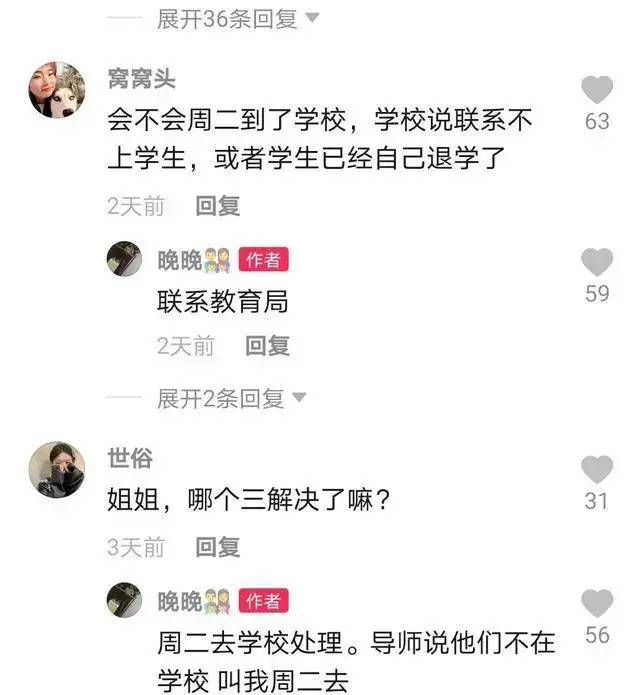 展开36条回复
窝窝头
会不会周二到了学校，学校说联系不
上学生，或者学生已经自己退学了
63
2天前 回复
晚晚 作者
联系教育局
59
2天前 回复
展开2条回复
世俗
姐姐，哪个三解决了嘛？
31
3天前 回复
晚晚 作者
周二去学校处理。导师说他们不在
学校 叫我周二去
56